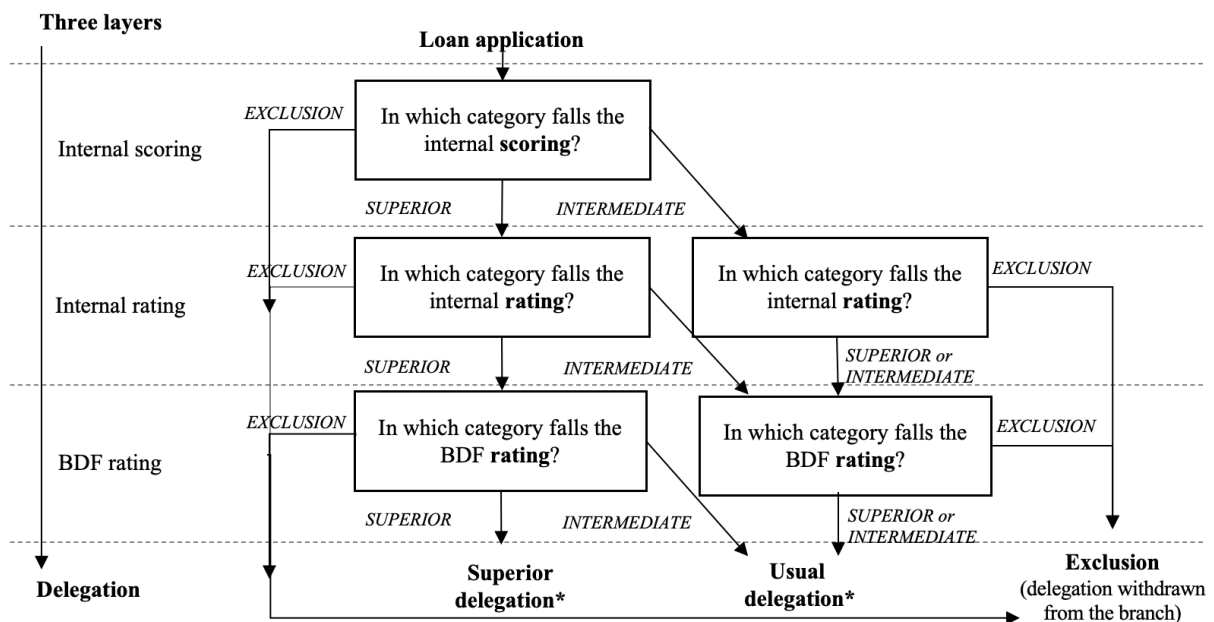 Three layers
Loan application
EXCLUSION
In which category falls the
internal scoring?
Internal scoring
SUPERIOR
INTERMEDIATE
EXCLUSION
In which category falls the
internal rating?
In which category falls the
internal rating?
EXCLUSION
Internal rating
SUPERIOR
INTERMEDIATE
SUPERIOR or
INTERMEDIATE
EXCLUSION
In which category falls the
BDF rating?
In which category falls the
BDF rating?
EXCLUSION
BDF rating
SUPERIOR
INTERMEDIATE
SUPERIOR or
INTERMEDIATE
Delegation
Superior
delegation*
Usual
delegation*
Exclusion
(delegation withdrawn
from the branch)